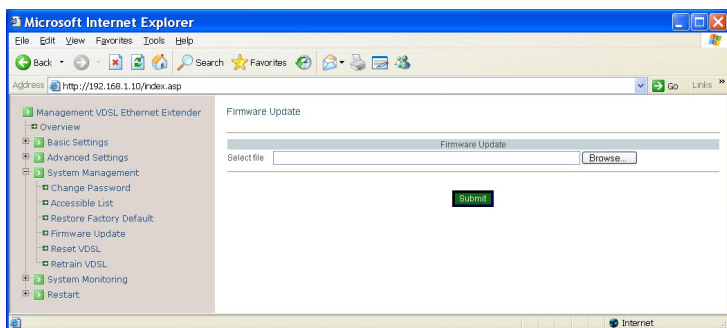 Microsoft Internet Explorer
File Edit View Favorites Tools Help
Back Search Favorites
Address http://192.168.1.10/index.asp Go Links »
Management VDSL Ethernet Extender
Overview
Basic Settings
Advanced Settings
System Management
Change Password
Accessible List
Restore Factory Default
Firmware Update
Reset VDSL
Retrain VDSL
System Monitoring
Restart
Firmware Update
Firmware Update
Select file Browse...
Submit
Internet